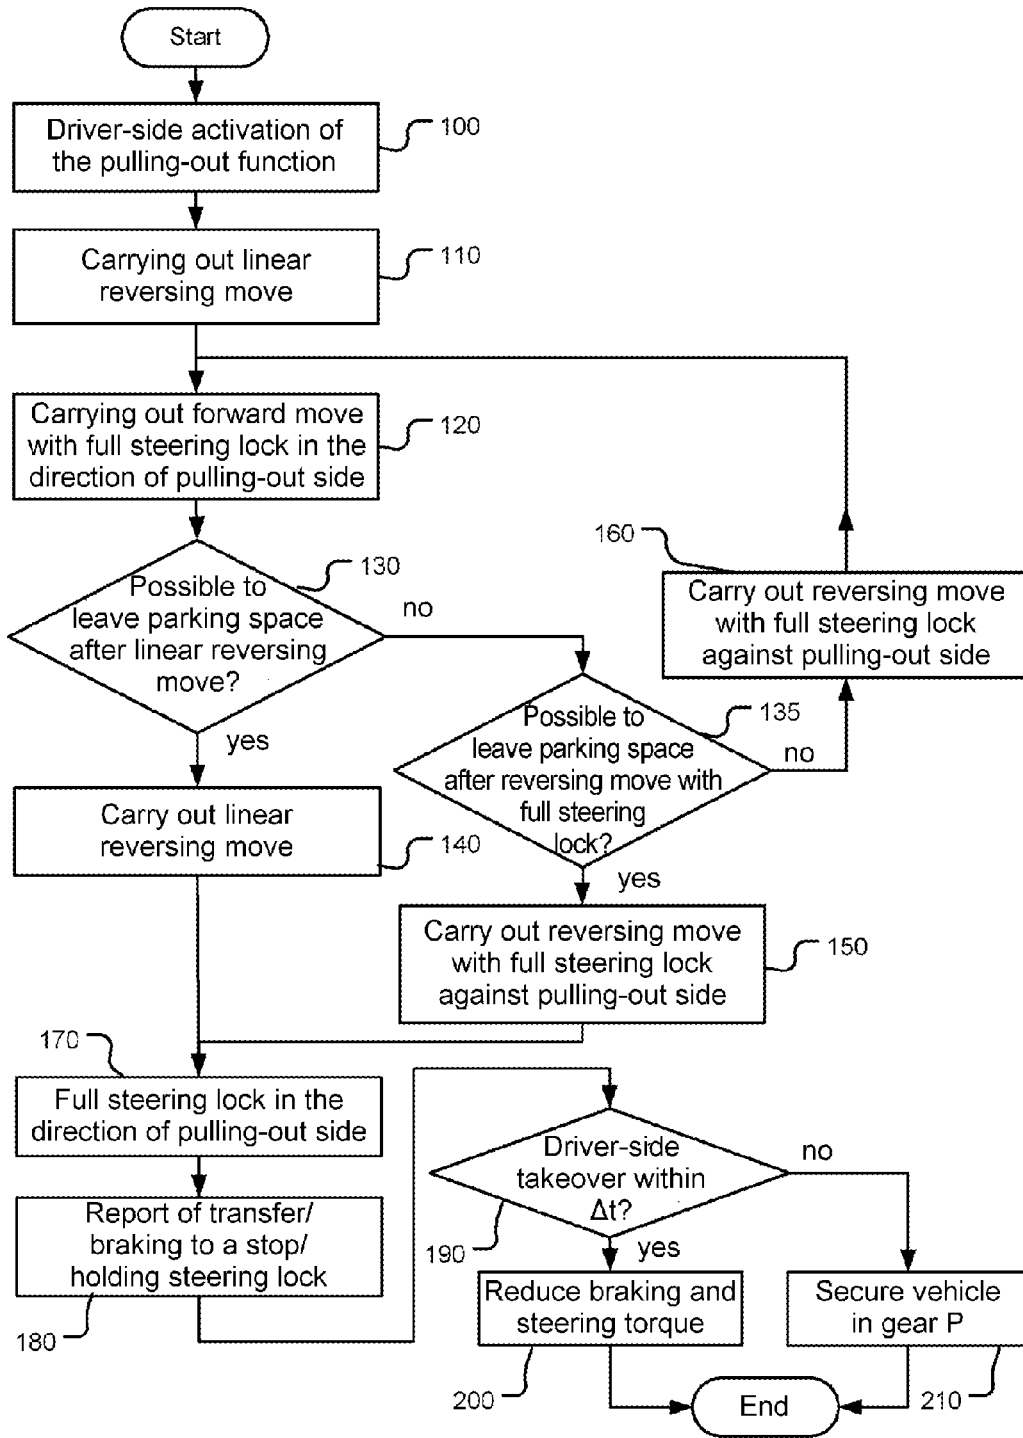 Start
Driver-side activation of
the pulling-out function
100
Carrying out linear
reversing move
110
Carrying out forward move
with full steering lock in the
direction of pulling-out side
120
Possible to
leave parking space
after linear reversing
move?
130
no
yes
160
Carry out reversing move
with full steering lock
against pulling-out side
Possible to
leave parking space
after reversing move with
full steering
lock?
135
no
yes
Carry out linear
reversing move
140
Carry out reversing move
with full steering lock
against pulling-out side
150
170
Full steering lock in the
direction of pulling-out side
Report of transfer/
braking to a stop/
holding steering lock
180
Driver-side
takeover within
Δt?
190
no
yes
Reduce braking and
steering torque
200
Secure vehicle
in gear P
210
End